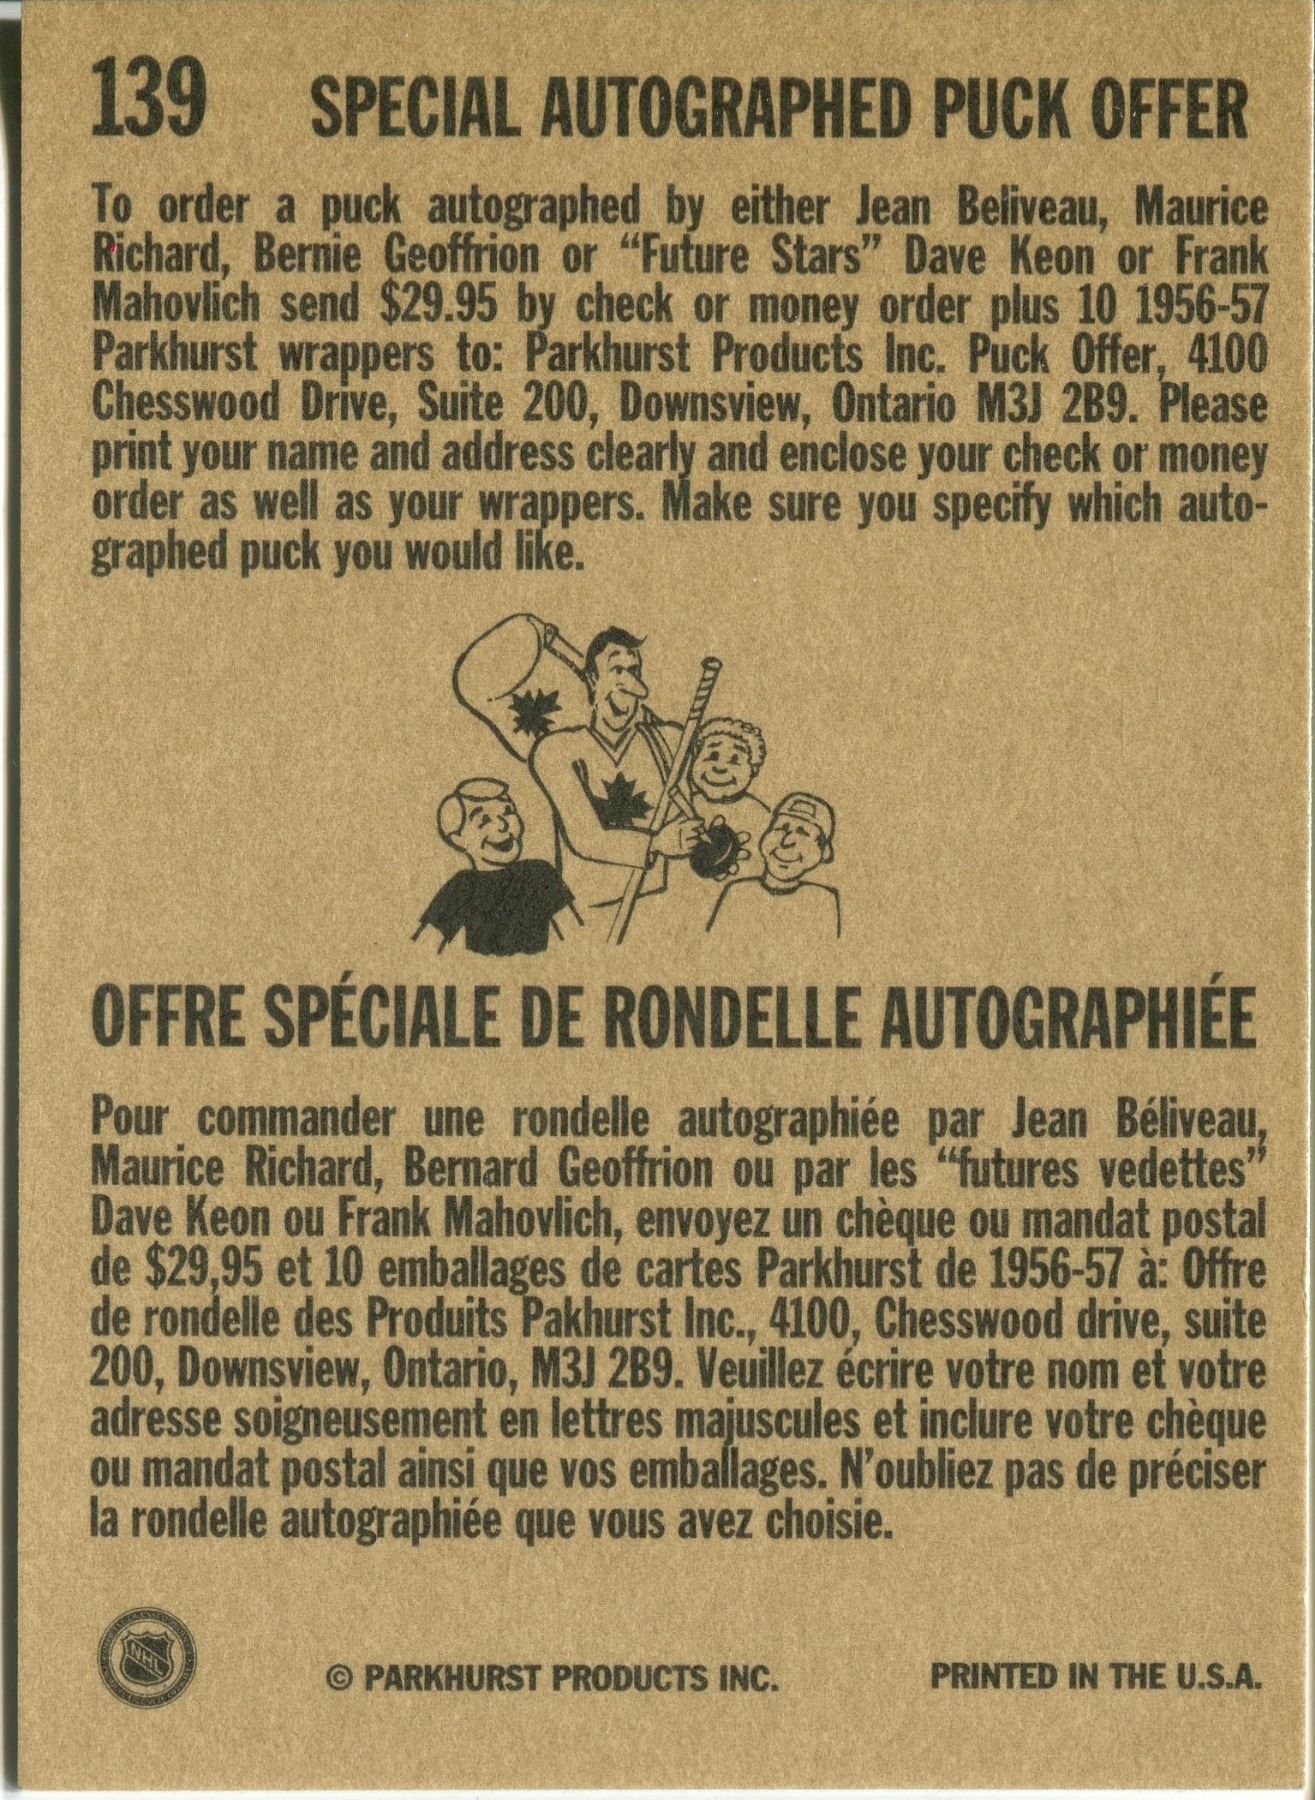 139 SPECIAL AUTOGRAPHED PUCK OFFER
To order a puck autographed by either Jean Beliveau, Maurice
Richard, Bernie Geoffrion or “Future Stars” Dave Keon or Frank
Mahovlich send $29.95 by check or money order plus 10 1956-57
Parkhurst wrappers to: Parkhurst Products Inc. Puck Offer, 4100
Chesswood Drive, Suite 200, Downsview, Ontario M3J 2B9. Please
print your name and address clearly and enclose your check or money
order as well as your wrappers. Make sure you specify which auto-
graphed puck you would like.
OFFRE SPÉCIALE DE RONDELLE AUTOGRAPHIÉE
Pour commander une rondelle autographiée par Jean Béliveau,
Maurice Richard, Bernard Geoffrion ou par les “futures vedettes”
Dave Keon ou Frank Mahovlich, envoyez un chèque ou mandat postal
de $29,95 et 10 emballages de cartes Parkhurst de 1956-57 à: Offre
de rondelle des Produits Pakhurst Inc., 4100, Chesswood drive, suite
200, Downsview, Ontario, M3J 2B9. Veuillez écrire votre nom et votre
adresse soigneusement en lettres majuscules et inclure votre chèque
ou mandat postal ainsi que vos emballages. N’oubliez pas de préciser
la rondelle autographiée que vous avez choisie.
NHL
© PARKHURST PRODUCTS INC. PRINTED IN THE U.S.A.